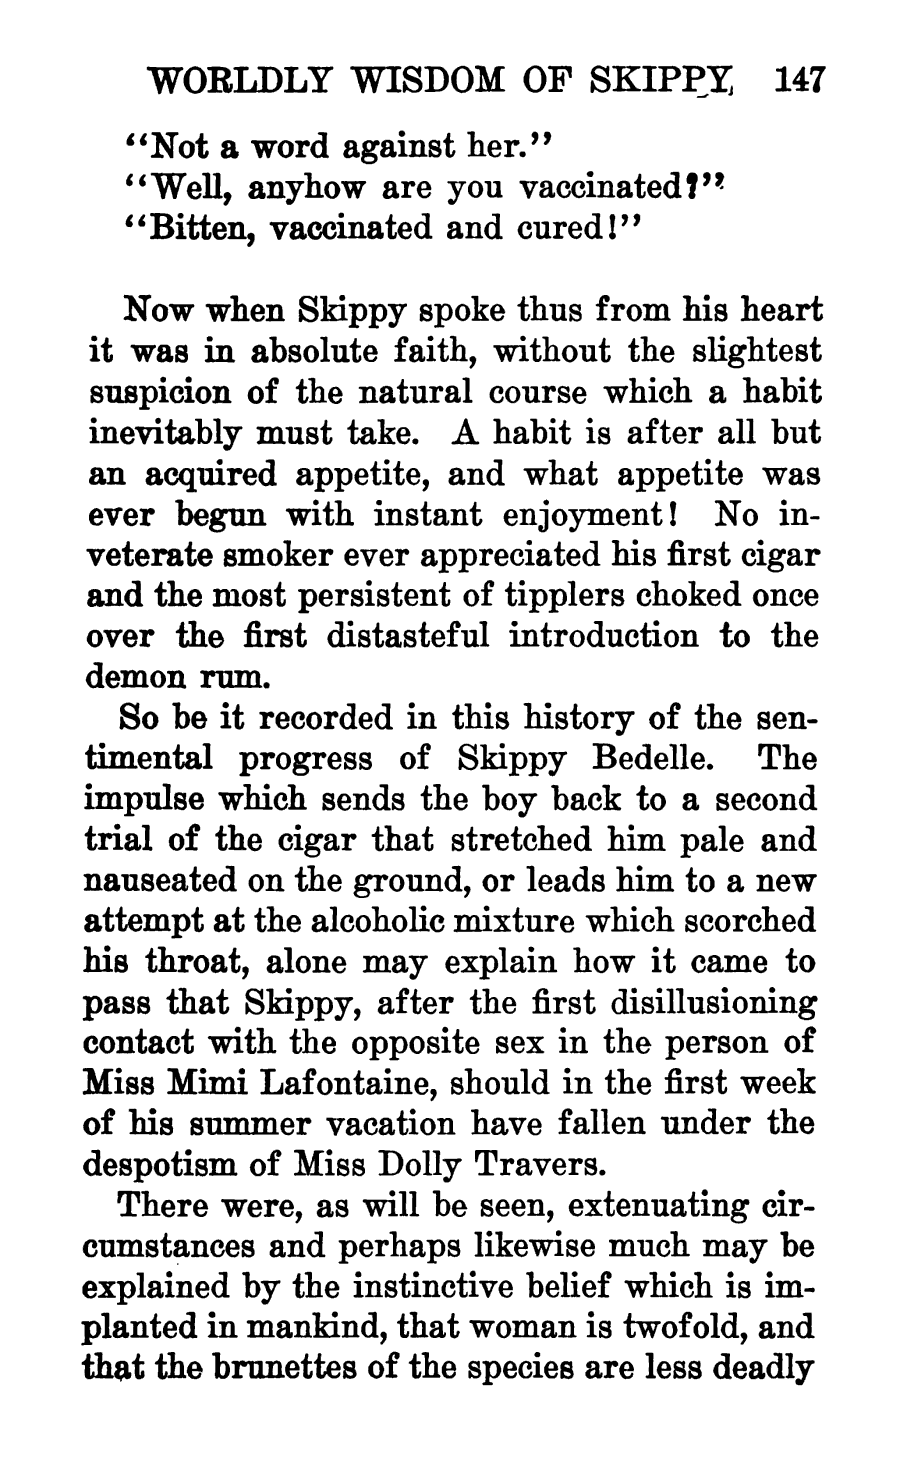 WORLDLY WISDOM OF SKIPPY 147
“Not a word against her.”
“Well, anyhow are you vaccinated?”
“Bitten, vaccinated and cured!”
Now when Skippy spoke thus from his heart
it was in absolute faith, without the slightest
suspicion of the natural course which a habit
inevitably must take. A habit is after all but
an acquired appetite, and what appetite was
ever begun with instant enjoyment! No in-
veterate smoker ever appreciated his first cigar
and the most persistent of tipplers choked once
over the first distasteful introduction to the
demon rum.
So be it recorded in this history of the sen-
timental progress of Skippy Bedelle. The
impulse which sends the boy back to a second
trial of the cigar that stretched him pale and
nauseated on the ground, or leads him to a new
attempt at the alcoholic mixture which scorched
his throat, alone may explain how it came to
pass that Skippy, after the first disillusioning
contact with the opposite sex in the person of
Miss Mimi Lafontaine, should in the first week
of his summer vacation have fallen under the
despotism of Miss Dolly Travers.
There were, as will be seen, extenuating cir-
cumstances and perhaps likewise much may be
explained by the instinctive belief which is im-
planted in mankind, that woman is twofold, and
that the brunettes of the species are less deadly